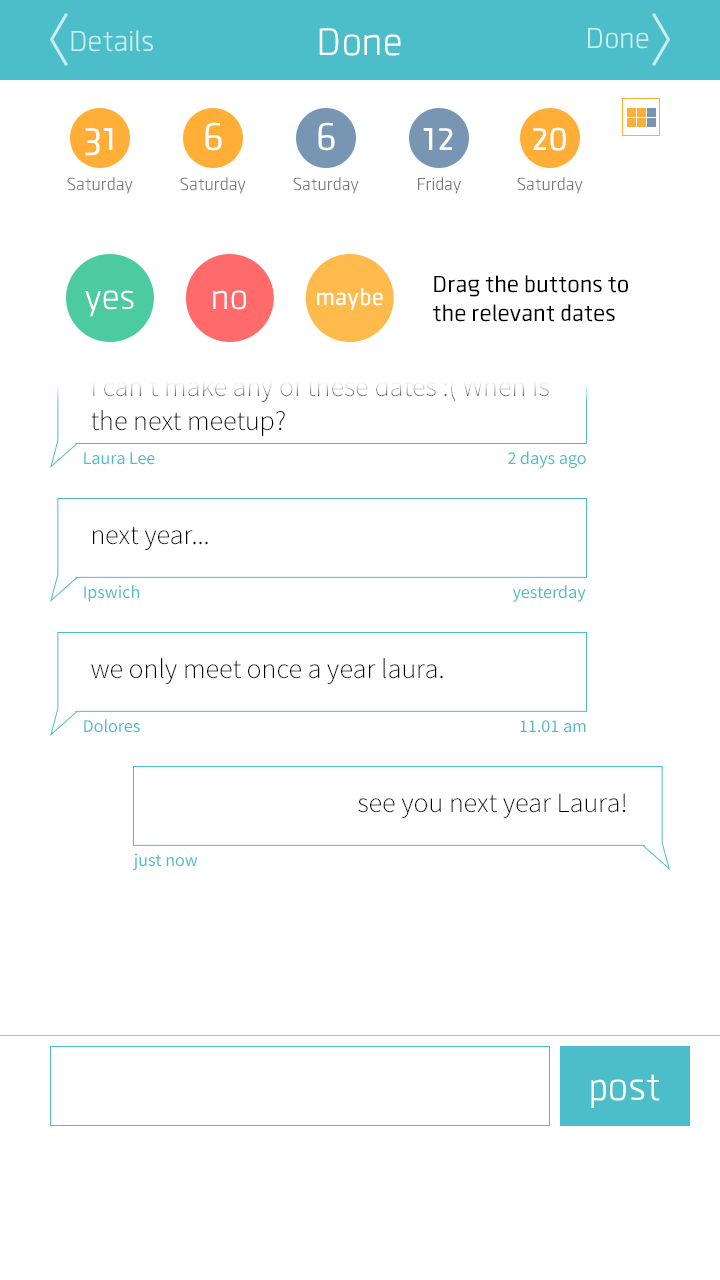 Details
Done
Done
31
6
6
12
20
Saturday
Saturday
Saturday
Friday
Saturday
yes
no
maybe
Drag the buttons to
the relevant dates
I can't make any of these dates :( When is
the next meetup?
Laura Lee
2 days ago
next year...
Ipswich
yesterday
we only meet once a year laura.
Dolores
11.01 am
see you next year Laura!
just now
post